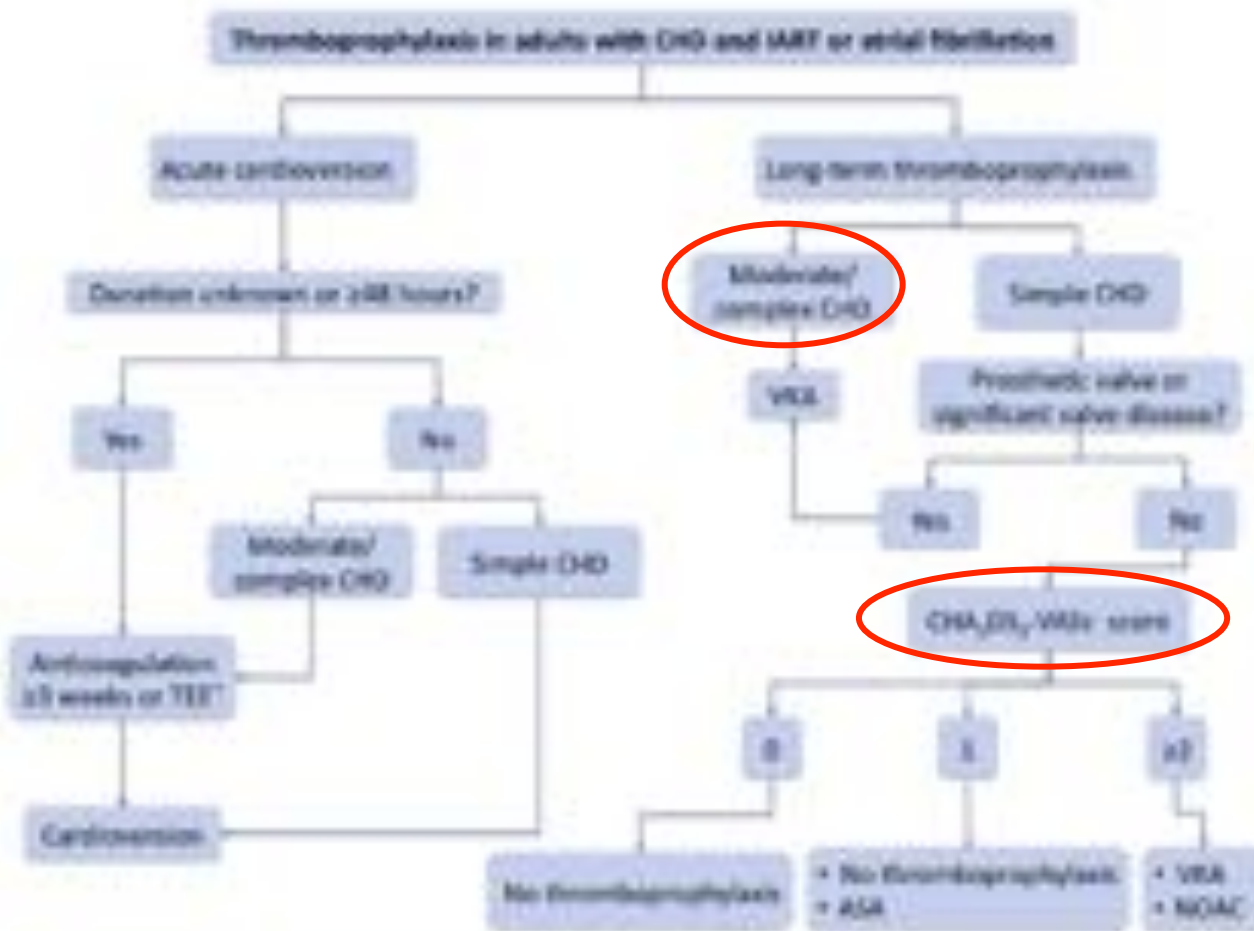 Thromboprophylaxis in adults with CHD and IART or atrial fibrillation
Acute cardioversion
Long-term thromboprophylaxis
Duration unknown or ≥48 hours?
Moderate/
complex CHD
Simple CHD
VKA
Prosthetic valve or
significant valve disease?
Yes
No
Yes
No
Moderate/
complex CHD
Simple CHD
CHA₂DS₂-VASc score
Anticoagulation
≥3 weeks or TEE
0
1
≥2
Cardioversion
No thromboprophylaxis
• No thromboprophylaxis
• ASA
• VKA
• NOAC